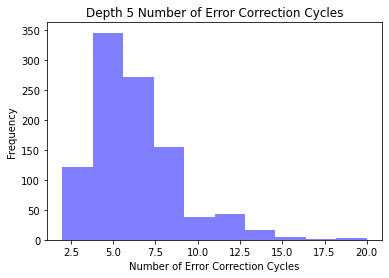 Depth 5 Number of Error Correction Cycles
Frequency
350
300
250
200
150
100
50
0
2.5 5.0 7.5 10.0 12.5 15.0 17.5 20.0
Number of Error Correction Cycles